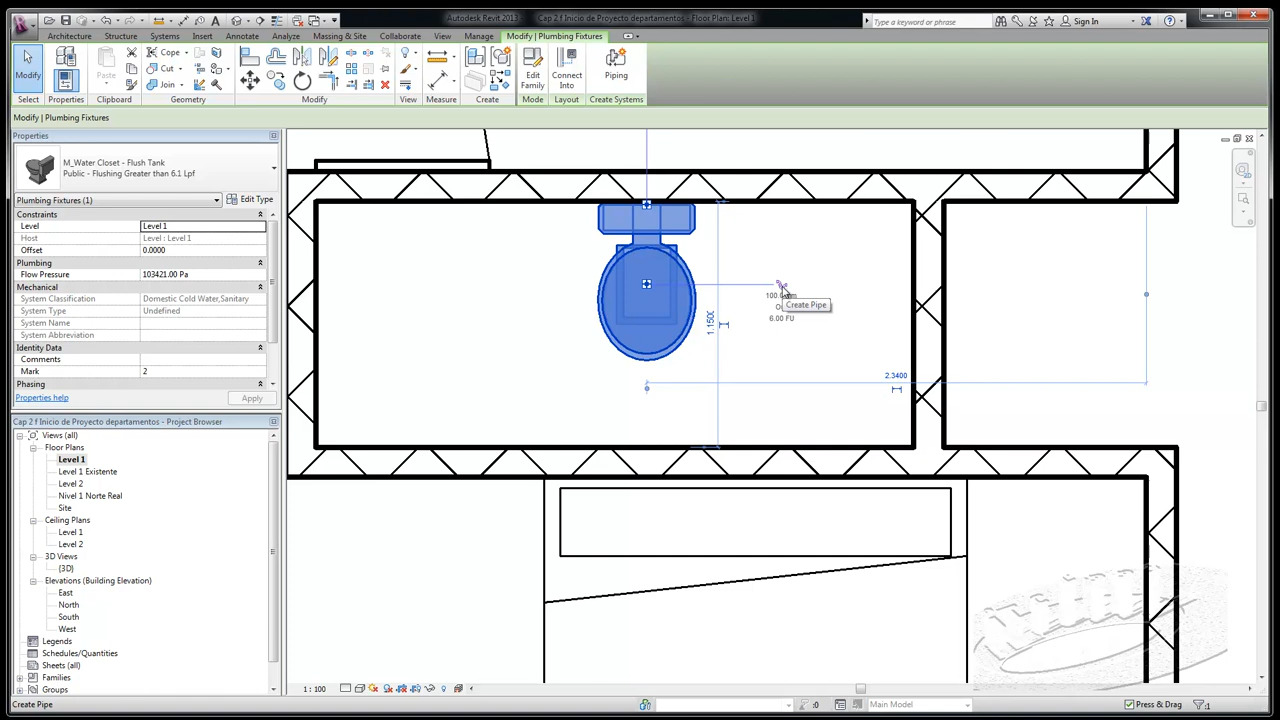 Autodesk Revit 2013
Cap 2 f Inicio de Proyecto departamentos - Floor Plan: Level 1
Type a keyword or phrase
Sign In
Architecture
Structure
Systems
Insert
Annotate
Analyze
Massing & Site
Collaborate
View
Manage
Modify | Plumbing Fixtures
Modify
Paste
Cope
Cut
Join
Edit Family
Connect Into
Piping
Select
Properties
Clipboard
Geometry
Modify
View
Measure
Create
Mode
Layout
Create Systems
Modify | Plumbing Fixtures
Properties
M_Water Closet - Flush Tank
Public - Flushing Greater than 6.1 Lpf
Plumbing Fixtures (1)
Edit Type
Constraints
Level Level 1
Host Level : Level 1
Offset 0.0000
Plumbing
Flow Pressure 103421.00 Pa
Mechanical
System Classification Domestic Cold Water,Sanitary
System Type Undefined
System Name
System Abbreviation
Identity Data
Comments
Mark 2
Phasing
Properties help
Apply
Cap 2 f Inicio de Proyecto departamentos - Project Browser
Views (all)
Floor Plans
Level 1
Level 1 Existente
Level 2
Nivel 1 Norte Real
Site
Ceiling Plans
Level 1
Level 2
3D Views
{3D}
Elevations (Building Elevation)
East
North
South
West
Legends
Schedules/Quantities
Sheets (all)
Families
Groups
1.1500
Create Pipe
6.00 FU
2.3400
1 : 100
Create Pipe
:0
Main Model
Press & Drag
:1